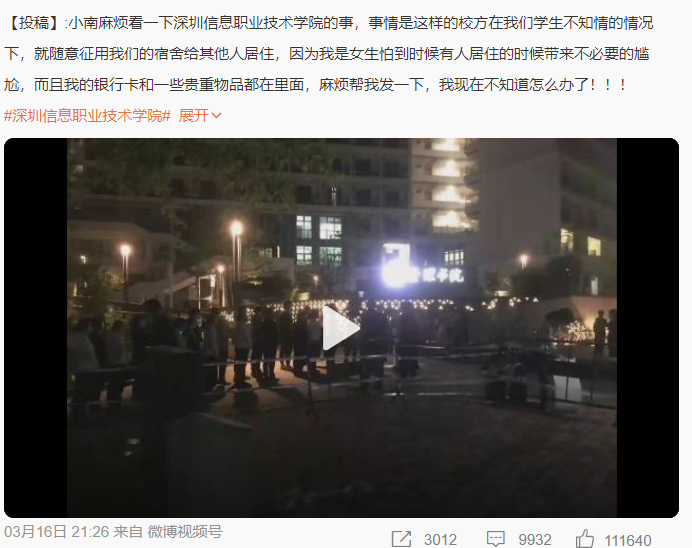 【投稿】:小南麻烦看一下深圳信息职业技术学院的事，事情是这样的校方在我们学生不知情的情况
下，就随意征用我们的宿舍给其他人居住，因为我是女生怕到时候有人居住的时候带来不必要的尴
尬，而且我的银行卡和一些贵重物品都在里面，麻烦帮我发一下，我现在不知道怎么办了！！！
#深圳信息职业技术学院# 展开
03月16日 21:26 来自 微博视频号
3012 9932 111640